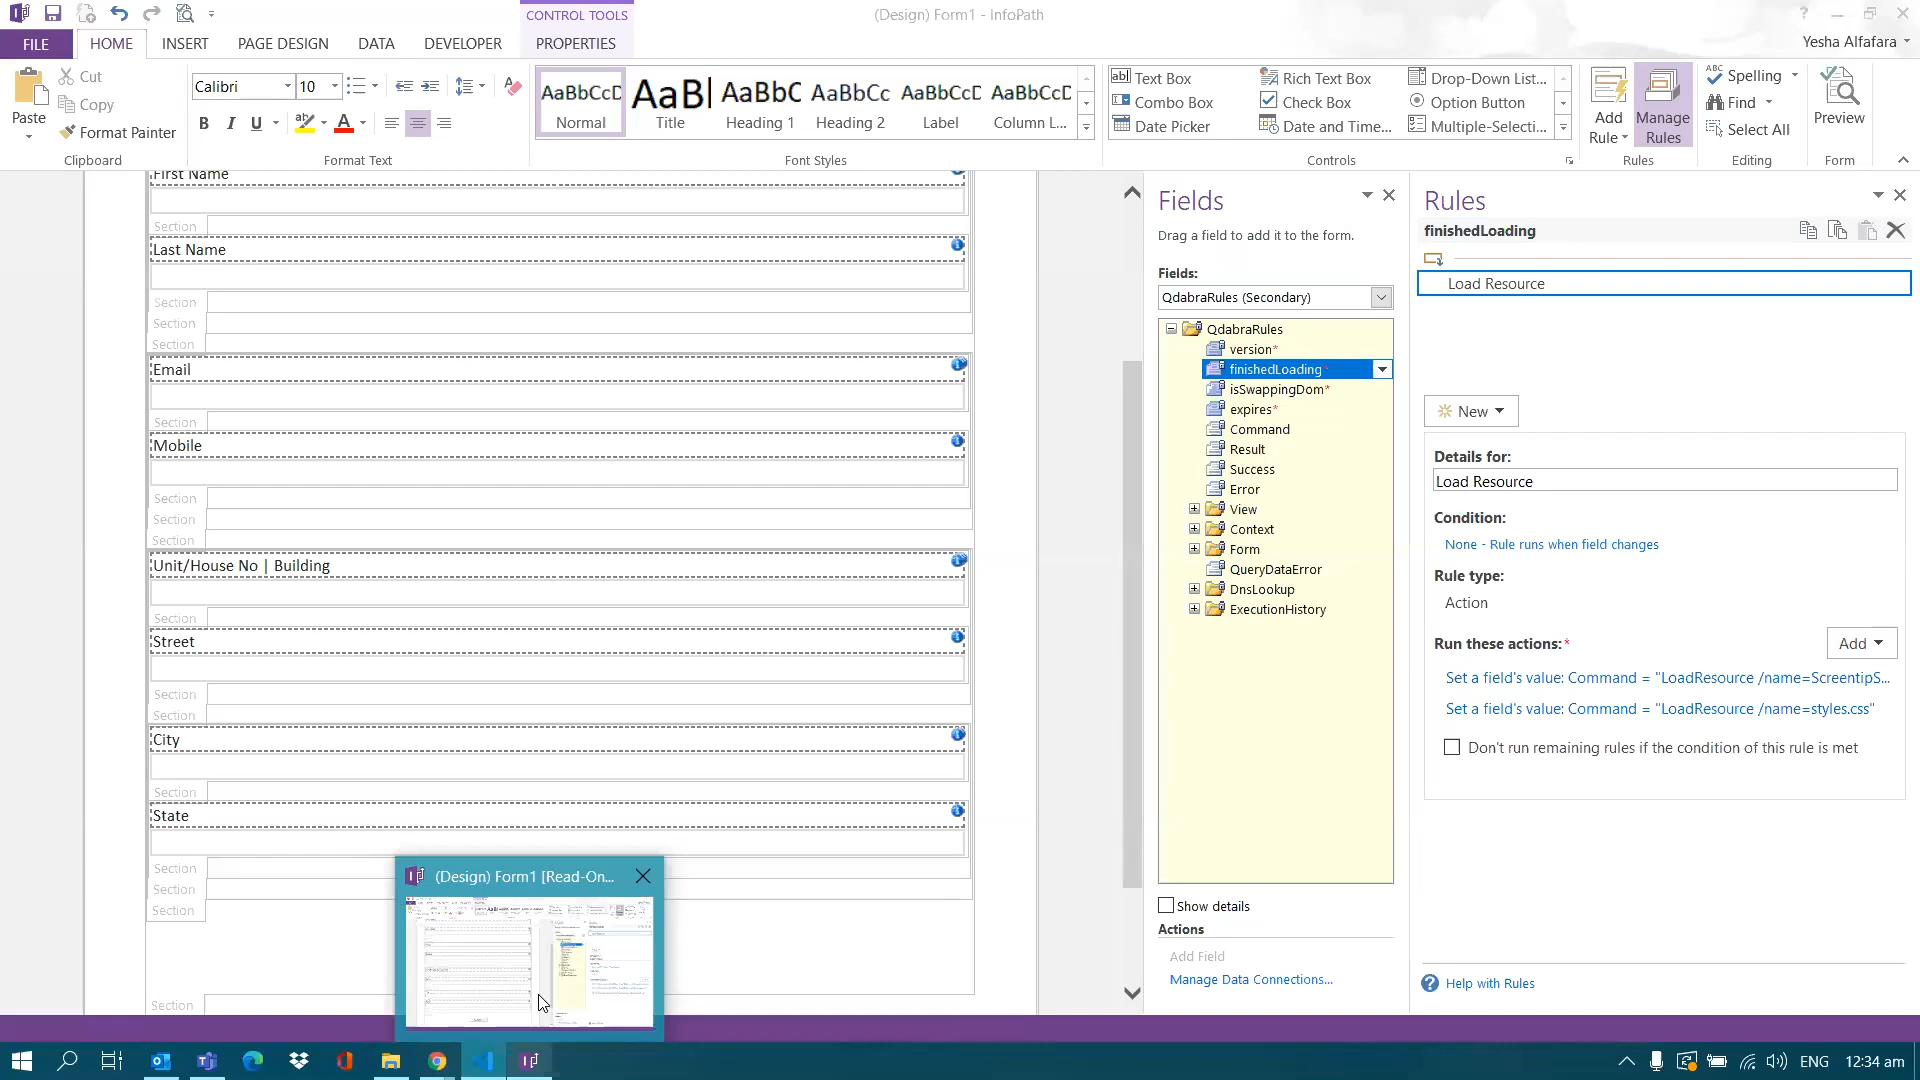 (Design) Form1 - InfoPath
CONTROL TOOLS
FILE
HOME
INSERT
PAGE DESIGN
DATA
DEVELOPER
PROPERTIES
Yesha Alfafara
Paste
Cut
Copy
Format Painter
Clipboard
Calibri
10
B
I
U
Format Text
AaBbCcD
Normal
AaBl
Title
AaBbC
Heading 1
AaBbCc
Heading 2
AaBbCcD
Label
AaBbCcC
Column L...
Font Styles
Text Box
Combo Box
Date Picker
Rich Text Box
Check Box
Date and Time...
Drop-Down List...
Option Button
Multiple-Selecti...
Controls
Add
Rule
Manage
Rules
Rules
ABC
Spelling
Find
Select All
Editing
Preview
Form
First Name
Section
Last Name
Section
Section
Section
Email
Section
Mobile
Section
Section
Section
Unit/House No | Building
Section
Street
Section
Section
City
Section
State
Section
Section
Section
Section
(Design) Form1 [Read-On...
Fields
Drag a field to add it to the form.
Fields:
QdabraRules (Secondary)
QdabraRules
version*
finishedLoading*
isSwappingDom*
expires*
Command
Result
Success
Error
View
Context
Form
QueryDataError
DnsLookup
ExecutionHistory
Show details
Actions
Add Field
Manage Data Connections...
Rules
finishedLoading
Load Resource
New
Details for:
Load Resource
Condition:
None - Rule runs when field changes
Rule type:
Action
Run these actions:*
Add
Set a field's value: Command = "LoadResource /name=ScreentipS...
Set a field's value: Command = "LoadResource /name=styles.css"
Don't run remaining rules if the condition of this rule is met
Help with Rules
ENG
12:34 am